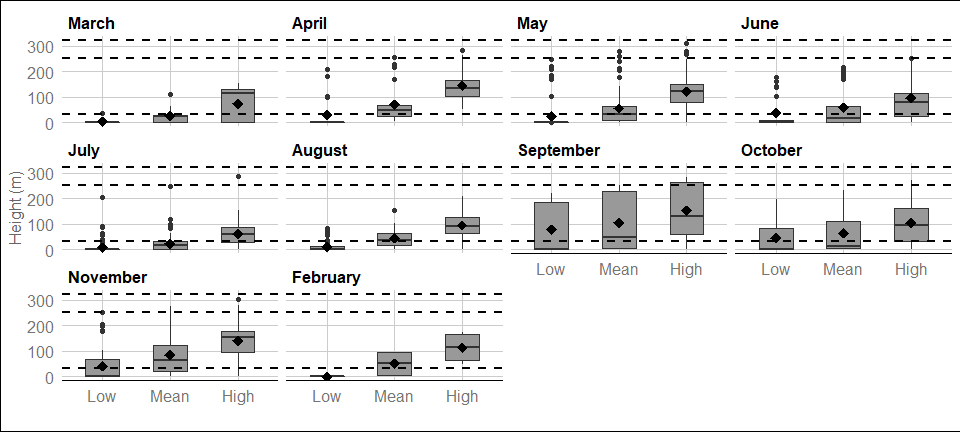 March April May June
300
200
100
0
July August September October
Height (m)
300
200
100
0
Low Mean High Low Mean High
November February
300
200
100
0
Low Mean High Low Mean High